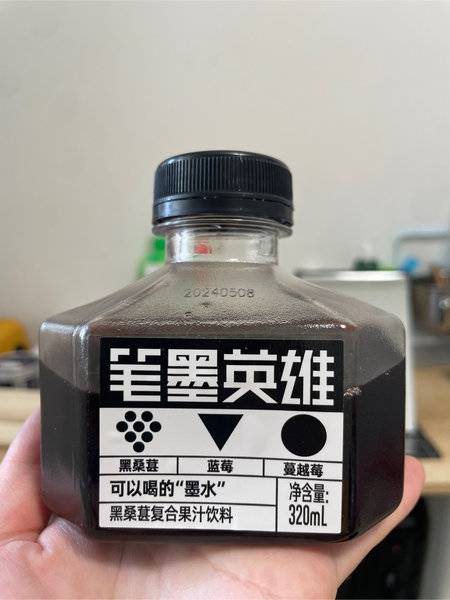 20240508
笔墨英雄
黑桑葚 蓝莓 蔓越莓
可以喝的“墨水”
黑桑葚复合果汁饮料
净含量:
320mL